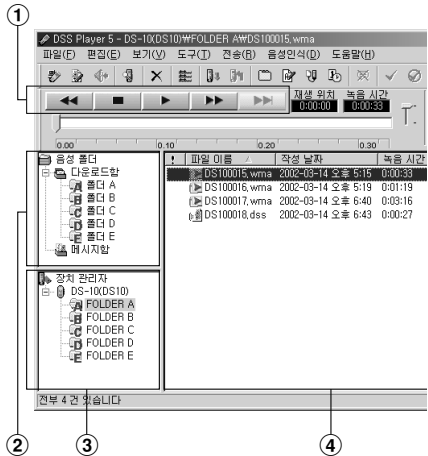 ①
DSS Player 5 - DS-10(DS10)₩FOLDER A₩DS100015.wma
파일(F) 편집(E) 보기(V) 도구(T) 전송(R) 음성인식(D) 도움말(H)
재생 위치 녹음 시간
0:00:00 0:00:33
0.00 0.10 0.20 0.30
음성 폴더
다운로드함
폴더 A
폴더 B
폴더 C
폴더 D
폴더 E
메시지함
! 파일 이름 작성 날짜 녹음 시간
DS100015.wma 2002-03-14 오후 5:15 0:00:33
DS100016.wma 2002-03-14 오후 5:19 0:01:19
DS100017.wma 2002-03-14 오후 6:40 0:03:16
DS100018.dss 2002-03-14 오후 6:43 0:00:27
장치 관리자
DS-10(DS10)
FOLDER A
FOLDER B
FOLDER C
FOLDER D
FOLDER E
전부 4 건 있습니다
② ③ ④